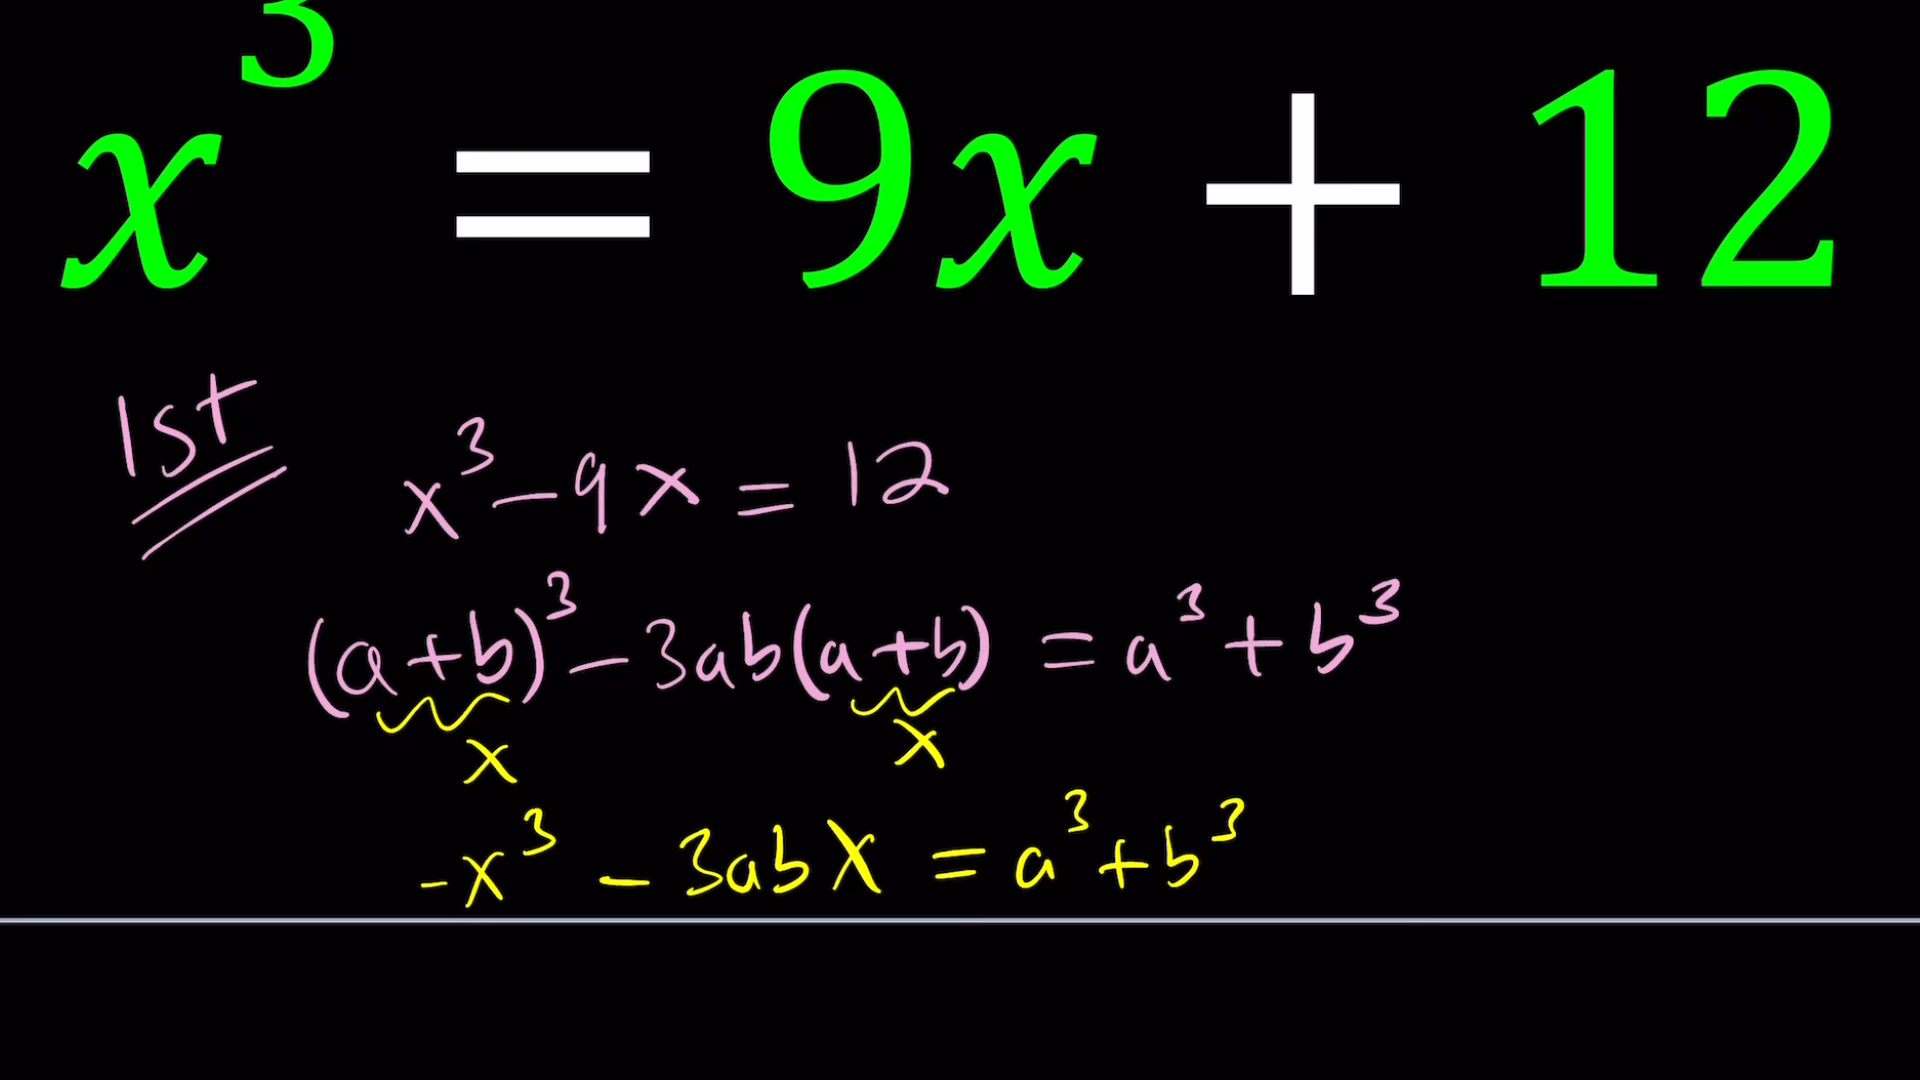 x³ = 9x + 12
1st
x³ - 9x = 12
(a+b)³ - 3ab(a+b) = a³ + b³
x x
-x³ - 3abx = a³ + b³